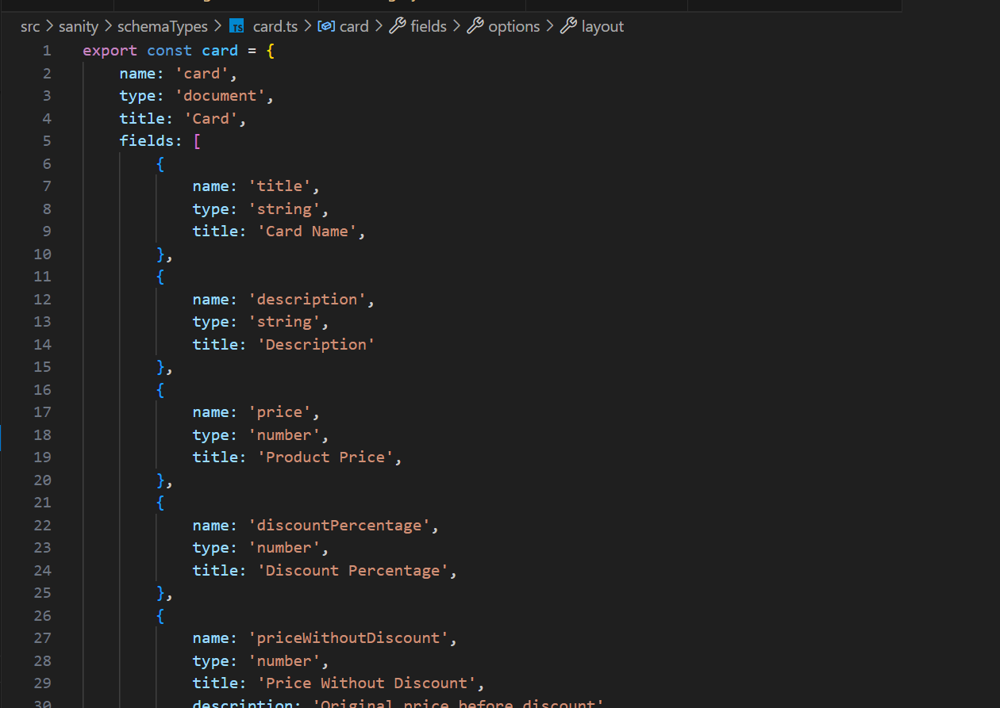 src > sanity > schemaTypes > TS card.ts > card > fields > options > layout
1 export const card = {
2 name: 'card',
3 type: 'document',
4 title: 'Card',
5 fields: [
6 {
7 name: 'title',
8 type: 'string',
9 title: 'Card Name',
10 },
11 {
12 name: 'description',
13 type: 'string',
14 title: 'Description'
15 },
16 {
17 name: 'price',
18 type: 'number',
19 title: 'Product Price',
20 },
21 {
22 name: 'discountPercentage',
23 type: 'number',
24 title: 'Discount Percentage',
25 },
26 {
27 name: 'priceWithoutDiscount',
28 type: 'number',
29 title: 'Price Without Discount',
30 description: 'Original price before discount'